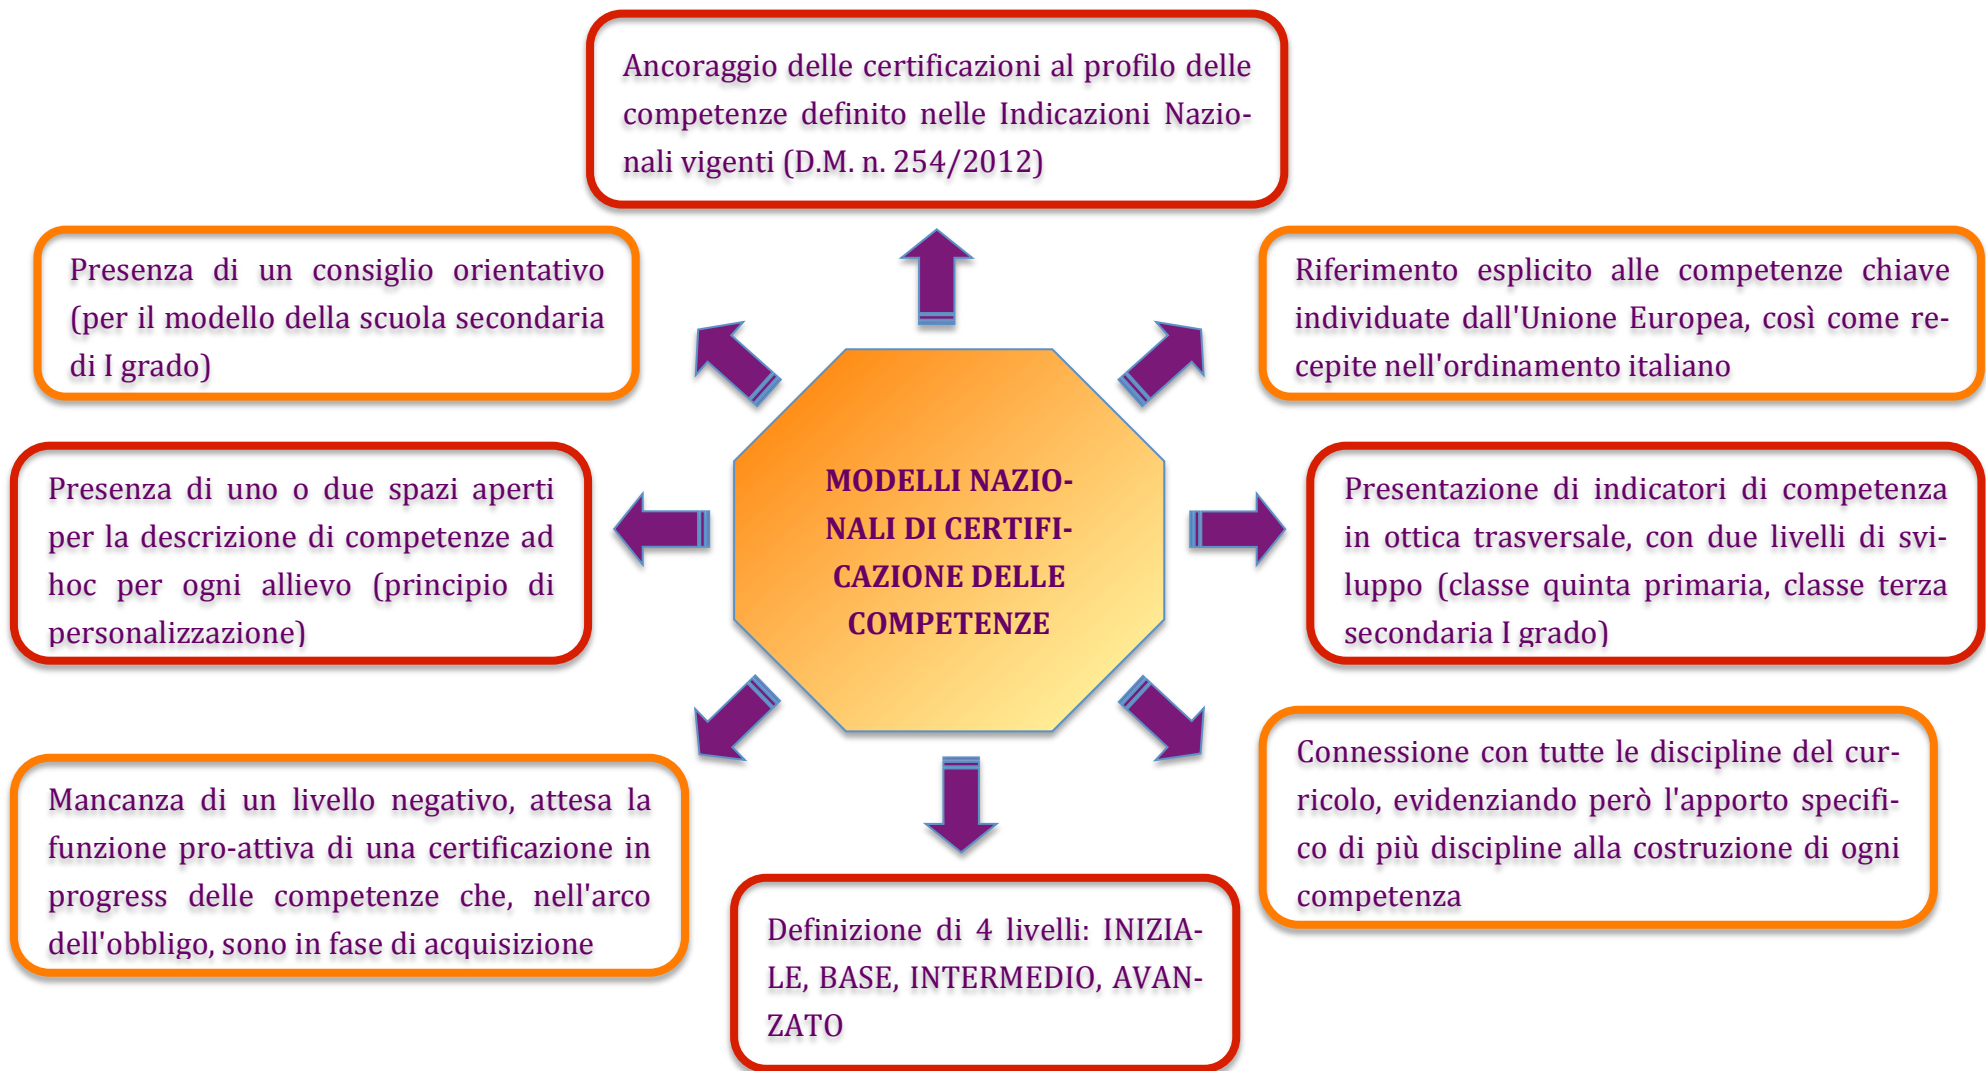 Ancoraggio delle certificazioni al profilo delle
competenze definito nelle Indicazioni Nazio-
nali vigenti (D.M. n. 254/2012)
Presenza di un consiglio orientativo
(per il modello della scuola secondaria
di I grado)
Riferimento esplicito alle competenze chiave
individuate dall'Unione Europea, così come re-
cepite nell'ordinamento italiano
Presenza di uno o due spazi aperti
per la descrizione di competenze ad
hoc per ogni allievo (principio di
personalizzazione)
MODELLI NAZIO-
NALI DI CERTIFI-
CAZIONE DELLE
COMPETENZE
Presentazione di indicatori di competenza
in ottica trasversale, con due livelli di svi-
luppo (classe quinta primaria, classe terza
secondaria I grado)
Mancanza di un livello negativo, attesa la
funzione pro-attiva di una certificazione in
progress delle competenze che, nell'arco
dell'obbligo, sono in fase di acquisizione
Definizione di 4 livelli: INIZIA-
LE, BASE, INTERMEDIO, AVAN-
ZATO
Connessione con tutte le discipline del cur-
ricolo, evidenziando però l'apporto specifi-
co di più discipline alla costruzione di ogni
competenza